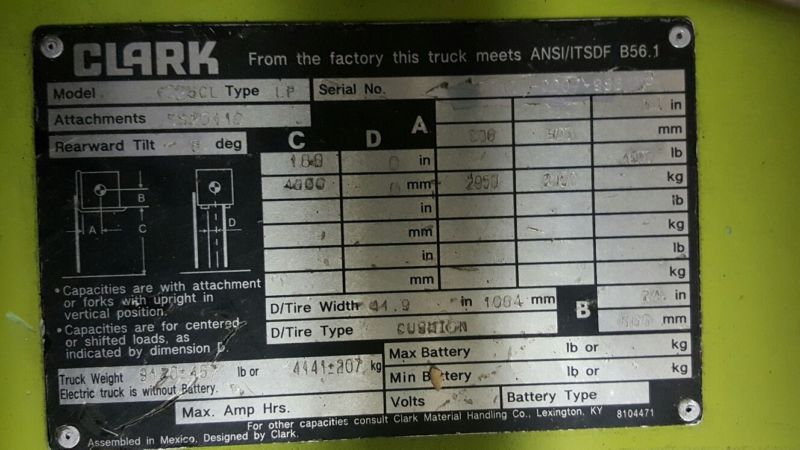 CLARK From the factory this truck meets ANSI/ITSDF B56.1
Model Type LP Serial No.
Attachments
Rearward Tilt deg
C D A in
mm
188 0 in lb
mm 2950 kg
in lb
mm kg
in lb
mm kg
A B C D
• Capacities are with attachment
or forks with upright in
vertical position.
• Capacities are for centered
or shifted loads, as
indicated by dimension D.
D/Tire Width 44.9 in mm B in
D/Tire Type CUSHION mm
Max Battery lb or kg
Truck Weight lb or 4141±207 kg
Min Battery lb or kg
Electric truck is without Battery.
Max. Amp Hrs. Volts Battery Type
For other capacities consult Clark Material Handling Co., Lexington, KY 8104471
Assembled in Mexico. Designed by Clark.